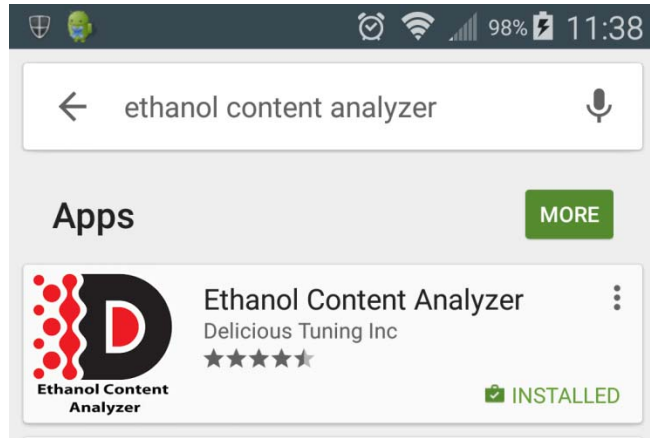 98% 11:38
ethanol content analyzer
Apps
MORE
Ethanol Content Analyzer
Delicious Tuning Inc
INSTALLED
D
Ethanol Content
Analyzer